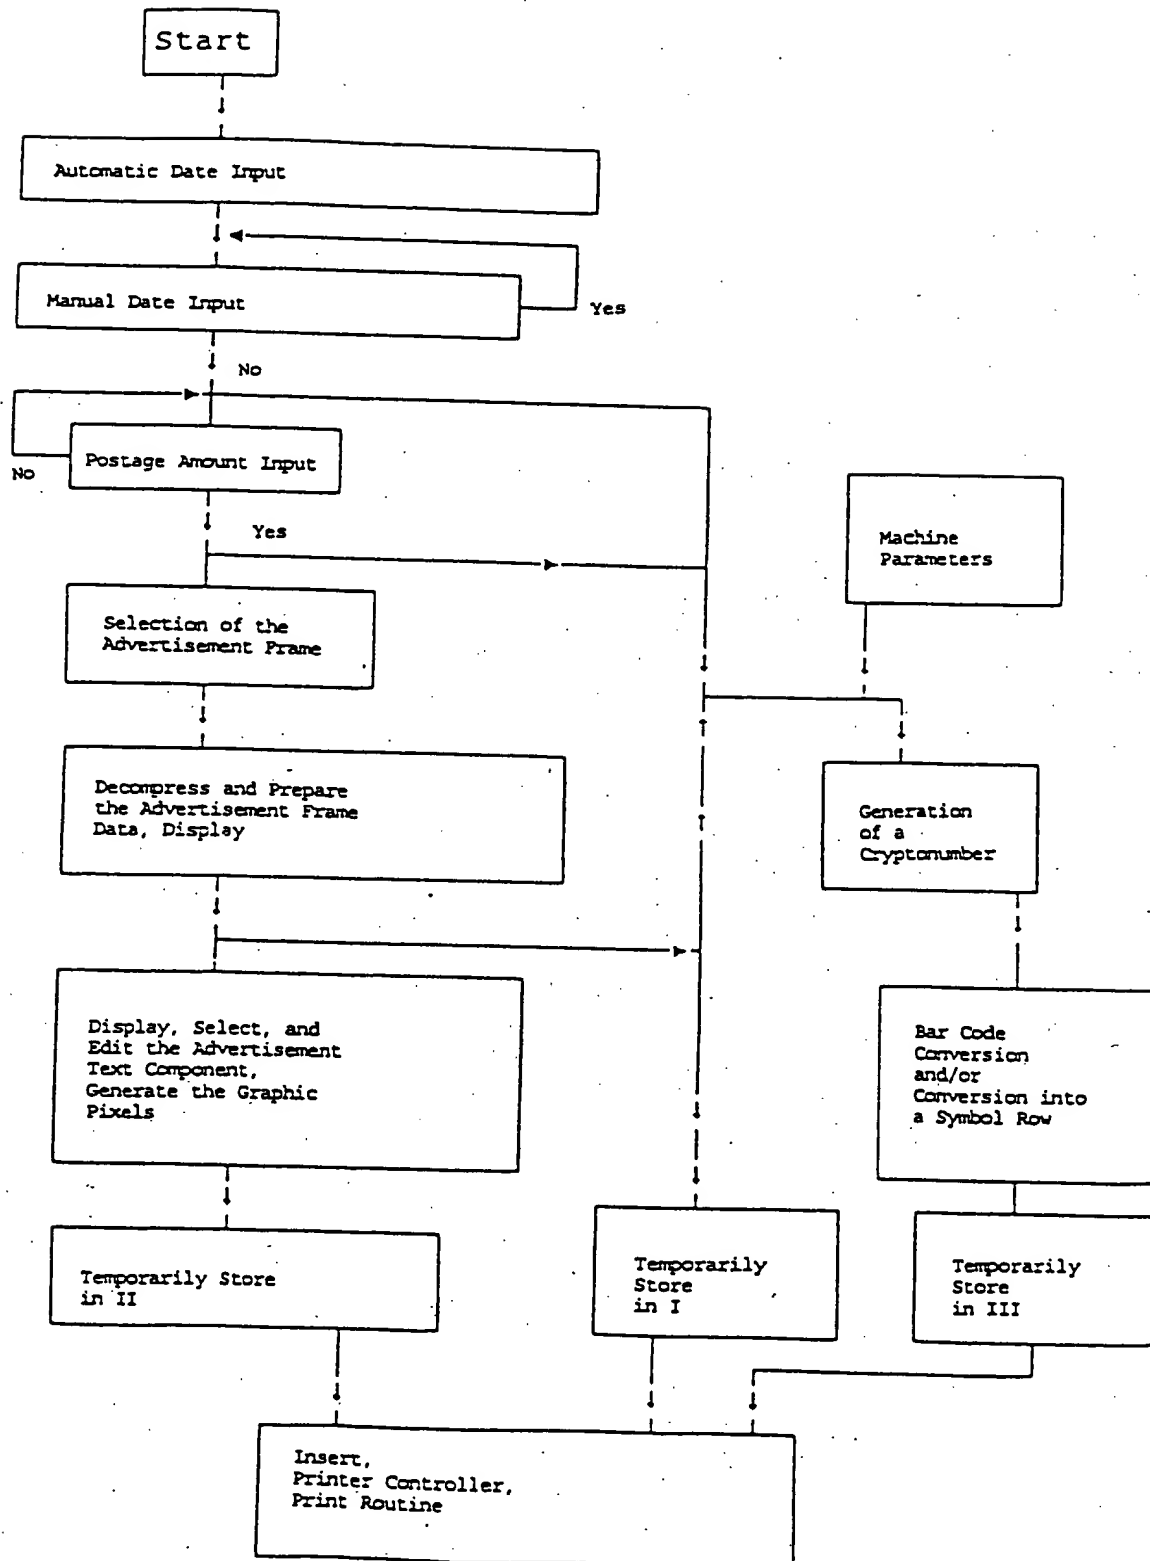 Start
Automatic Date Input
Manual Date Input
Yes
No
Postage Amount Input
No
Yes
Machine
Parameters
Selection of the
Advertisement Frame
Decompress and Prepare
the Advertisement Frame
Data, Display
Generation
of a
Cryptonumber
Display, Select, and
Edit the Advertisement
Text Component,
Generate the Graphic
Pixels
Bar Code
Conversion
and/or
Conversion into
a Symbol Row
Temporarily Store
in II
Temporarily
Store
in I
Temporarily
Store
in III
Insert,
Printer Controller,
Print Routine